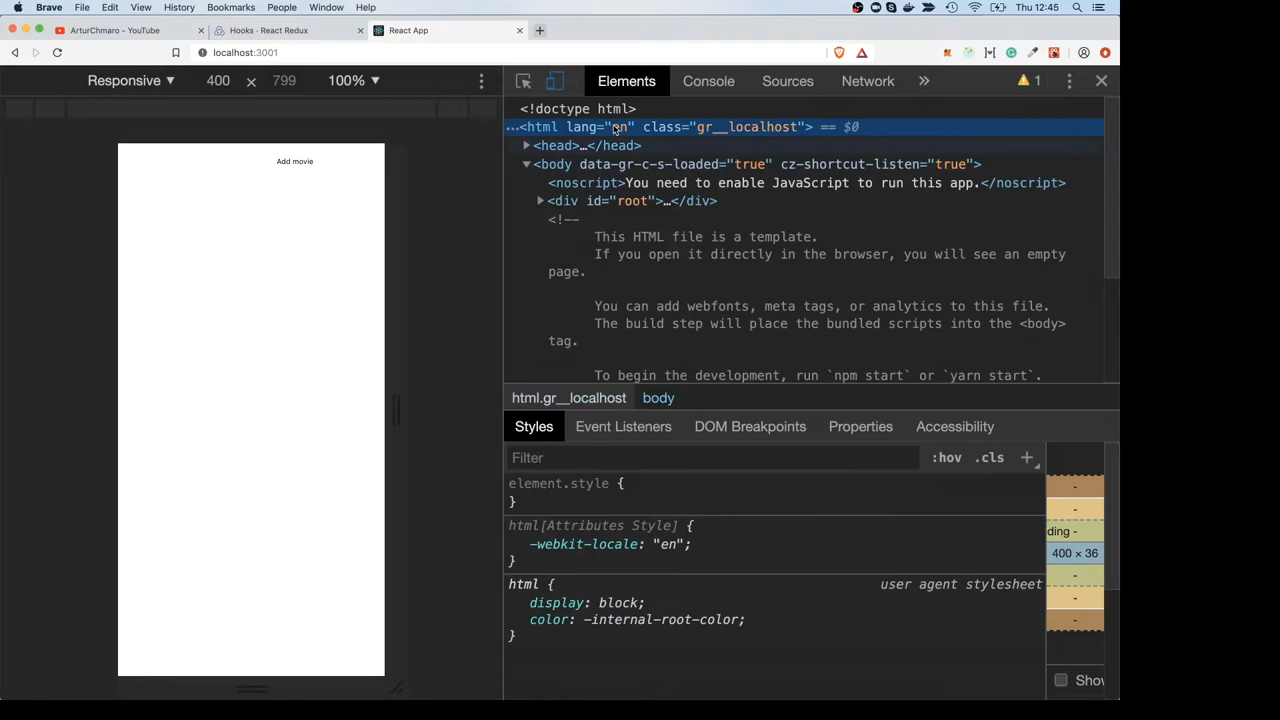 Brave File Edit View History Bookmarks People Window Help Thu 12:45
ArturChmaro - YouTube Hooks · React Redux React App
localhost:3001
Responsive 400 × 799 100%
Elements Console Sources Network » 1
Add movie
<!doctype html>
…<html lang="en" class="gr__localhost"> == $0
<head>…</head>
<body data-gr-c-s-loaded="true" cz-shortcut-listen="true">
<noscript>You need to enable JavaScript to run this app.</noscript>
<div id="root">…</div>
<!--
This HTML file is a template.
If you open it directly in the browser, you will see an empty
page.
You can add webfonts, meta tags, or analytics to this file.
The build step will place the bundled scripts into the <body>
tag.
To begin the development, run `npm start` or `yarn start`.
html.gr__localhost body
Styles Event Listeners DOM Breakpoints Properties Accessibility
Filter :hov .cls +
element.style {
}
html[Attributes Style] {
-webkit-locale: "en";
}
html { user agent stylesheet
display: block;
color: -internal-root-color;
}
-
-
ding -
400 × 36
-
-
-
Show